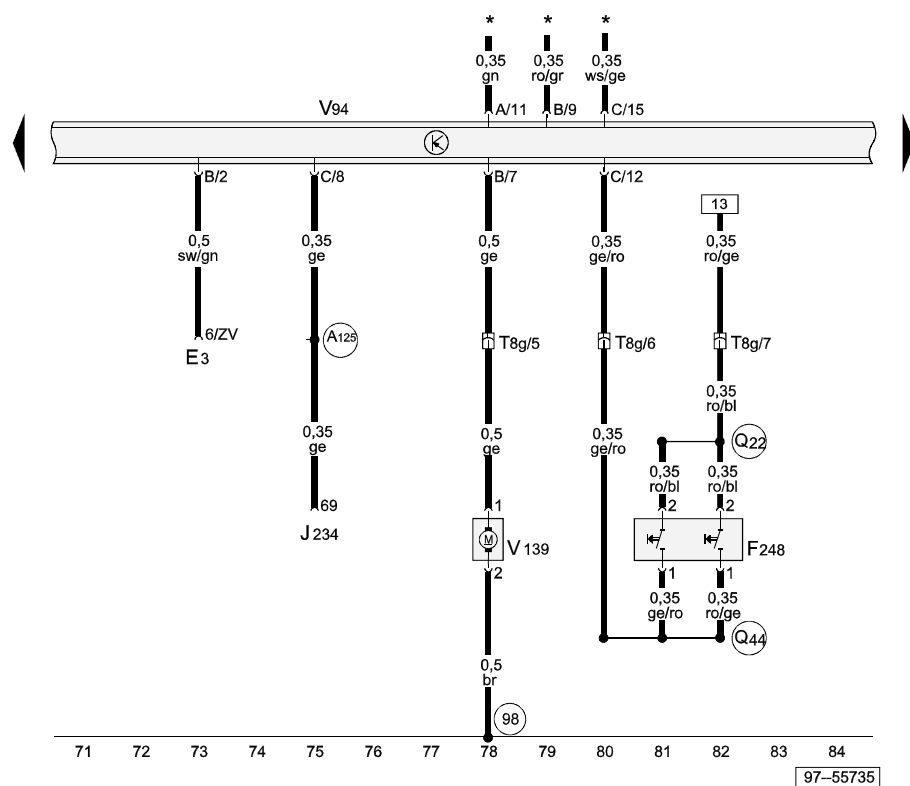 * * *
0,35 0,35 0,35
gn ro/gr ws/ge
V94 A/11 B/9 C/15
B/2 C/8 B/7 C/12
13
0,5 0,35 0,5 0,35 0,35
sw/gn ge ge ge/ro ro/ge
6/ZV A125 T8g/5 T8g/6 T8g/7
E3
0,35
ro/bl
0,35 0,5 0,35 Q22
ge ge ge/ro
0,35 0,35
ro/bl ro/bl
69 1 2 2
J234 M V139 F248
2 1 1
0,35 0,35
ge/ro ro/ge
Q44
0,5
br
98
71 72 73 74 75 76 77 78 79 80 81 82 83 84
97--55735